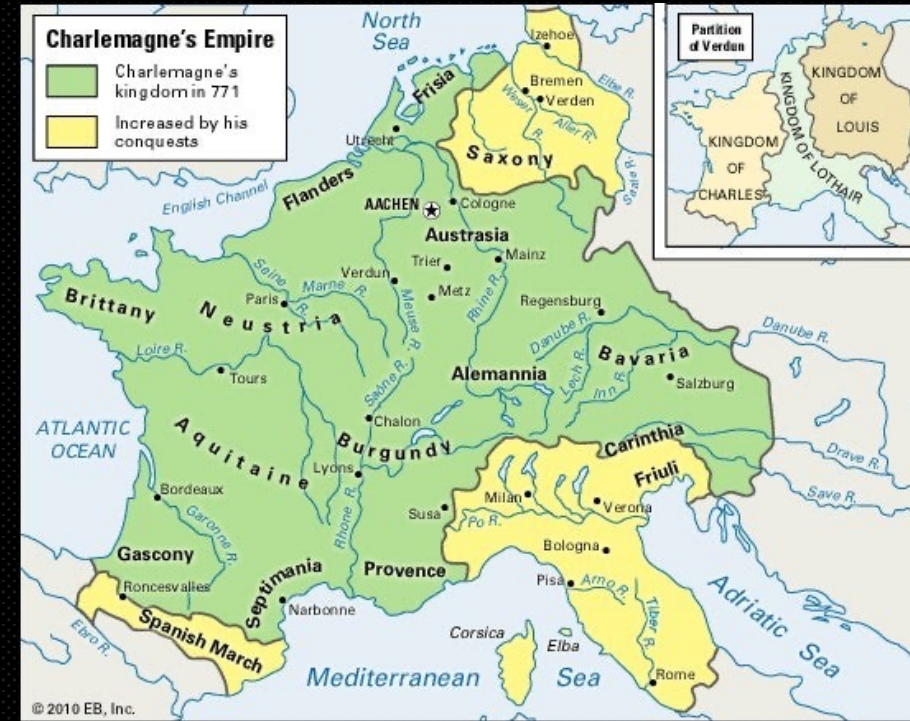 Charlemagne's Empire
Charlemagne's
kingdom in 771
Increased by his
conquests
North
Sea
Partition
of Verdun
KINGDOM
OF
LOUIS
KINGDOM OF LOTHAIR
KINGDOM
OF
CHARLES
Izehoe
Elbe R.
Bremen
Verden
Weser R.
Aller R.
Saale R.
Frisia
Utrecht
Saxony
English Channel
Flanders
AACHEN
Cologne
Austrasia
Mainz
Trier
Verdun
Metz
Seine R.
Marne R.
Meuse R.
Rhine R.
Paris
Brittany
Neustria
Regensburg
Danube R.
Danube R.
Bavaria
Lech R.
Inn R.
Salzburg
Loire R.
Tours
Saône R.
Alemannia
ATLANTIC
OCEAN
Chalon
Aquitaine
Burgundy
Carinthia
Drave R.
Friuli
Save R.
Lyons
Milan
Verona
Susa
Po R.
Bordeaux
Garonne R.
Rhone R.
Bologna
Gascony
Provence
Pisa
Arno R.
Tiber R.
Adriatic
Sea
Roncesvalles
Septimania
Narbonne
Spanish March
Ebro R.
Corsica
Elba
Mediterranean
Sea
Rome
© 2010 EB, Inc.